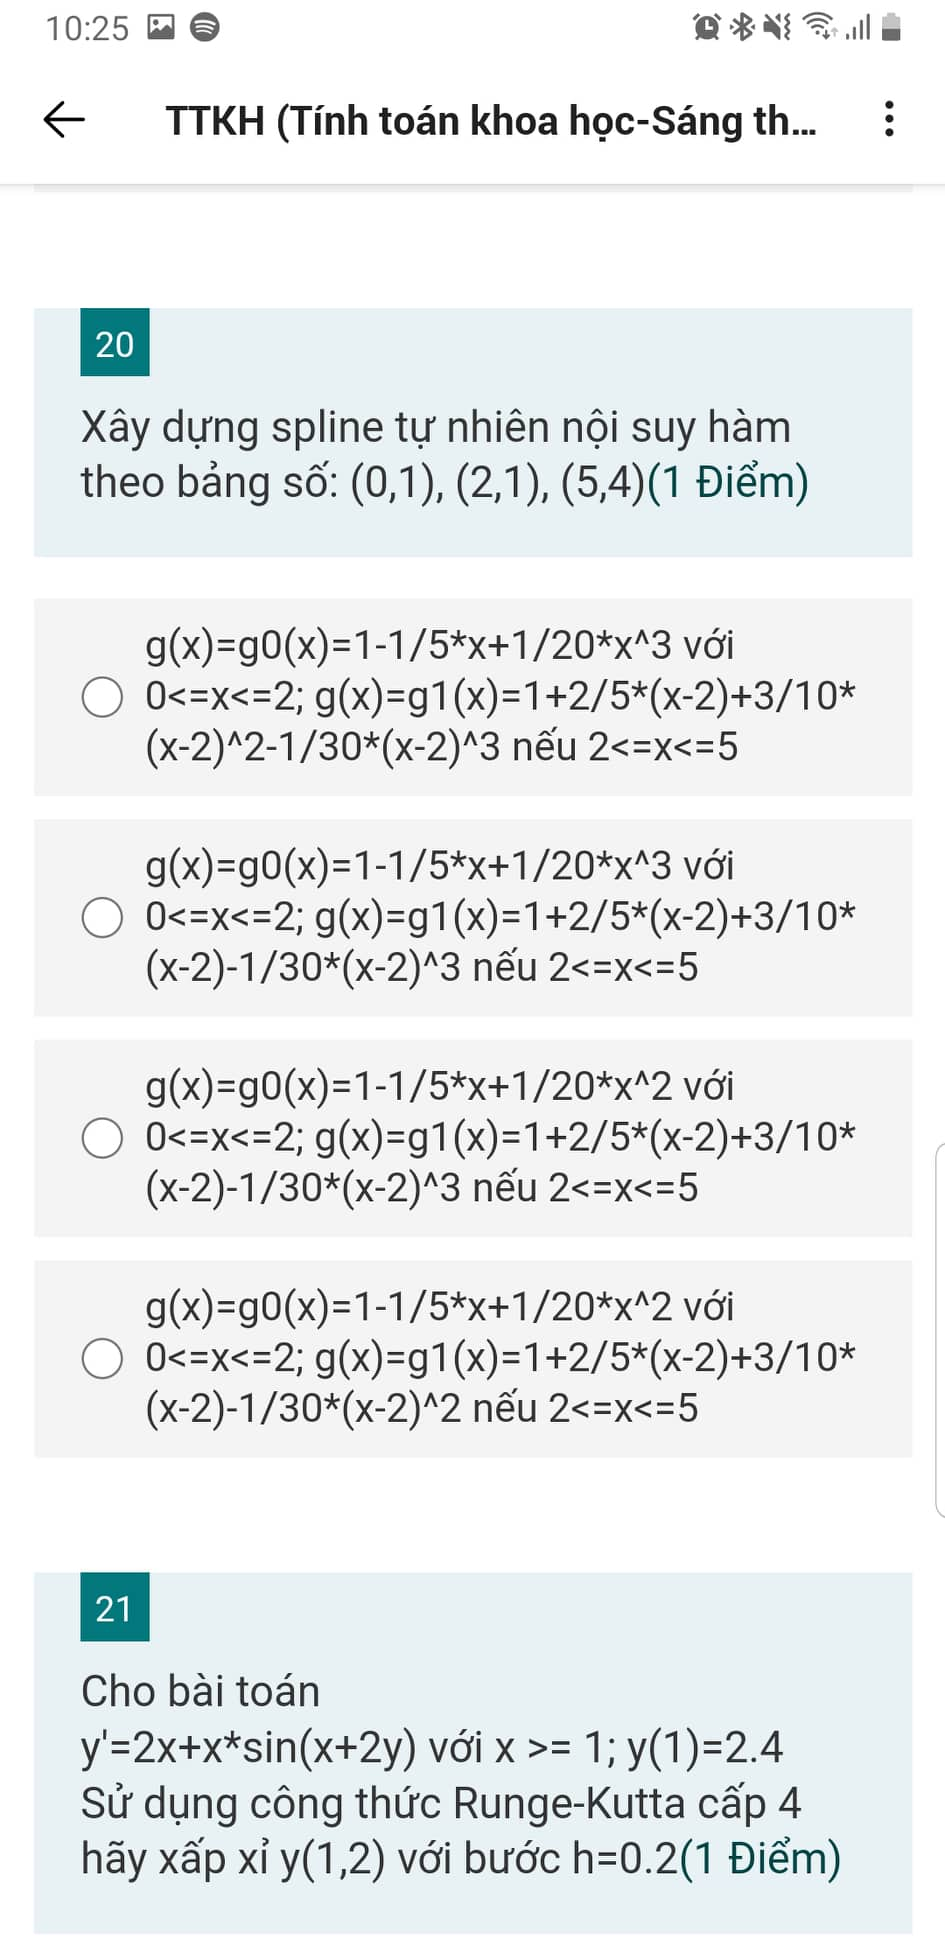 10:25
TTKH (Tính toán khoa học-Sáng th...
20
Xây dựng spline tự nhiên nội suy hàm
theo bảng số: (0,1), (2,1), (5,4)(1 Điểm)
g(x)=g0(x)=1-1/5*x+1/20*x^3 với
0<=x<=2; g(x)=g1(x)=1+2/5*(x-2)+3/10*
(x-2)^2-1/30*(x-2)^3 nếu 2<=x<=5
g(x)=g0(x)=1-1/5*x+1/20*x^3 với
0<=x<=2; g(x)=g1(x)=1+2/5*(x-2)+3/10*
(x-2)-1/30*(x-2)^3 nếu 2<=x<=5
g(x)=g0(x)=1-1/5*x+1/20*x^2 với
0<=x<=2; g(x)=g1(x)=1+2/5*(x-2)+3/10*
(x-2)-1/30*(x-2)^3 nếu 2<=x<=5
g(x)=g0(x)=1-1/5*x+1/20*x^2 với
0<=x<=2; g(x)=g1(x)=1+2/5*(x-2)+3/10*
(x-2)-1/30*(x-2)^2 nếu 2<=x<=5
21
Cho bài toán
y'=2x+x*sin(x+2y) với x >= 1; y(1)=2.4
Sử dụng công thức Runge-Kutta cấp 4
hãy xấp xỉ y(1,2) với bước h=0.2(1 Điểm)